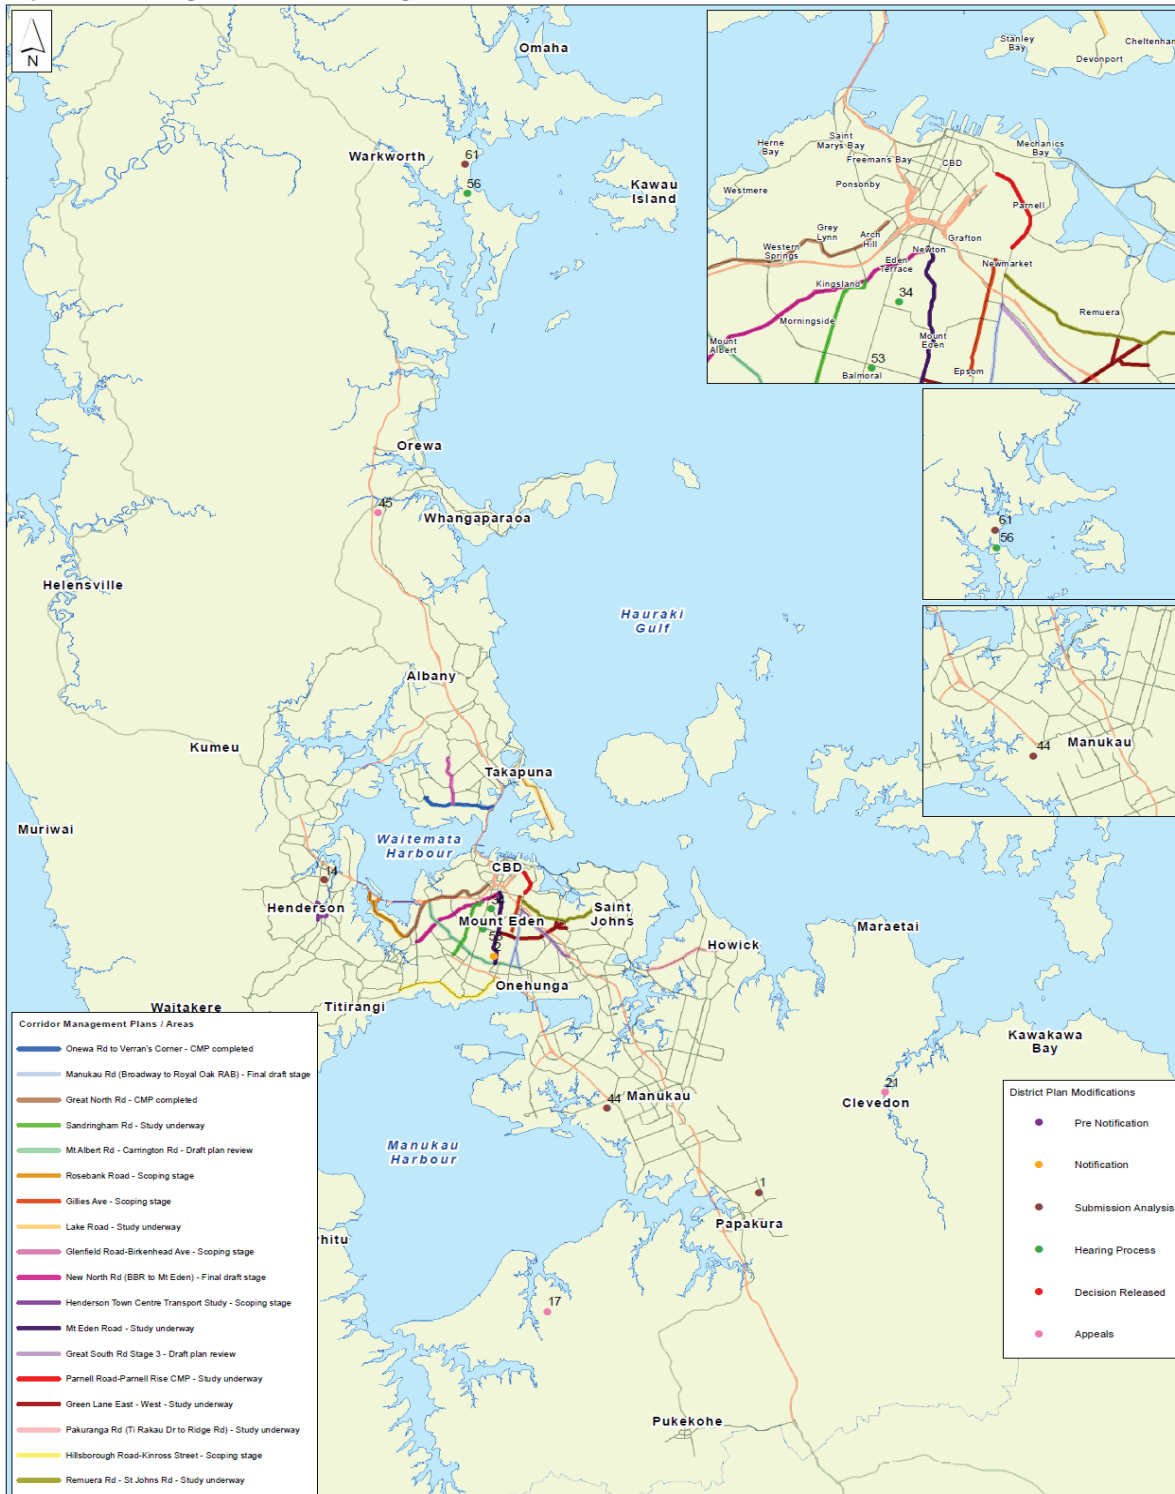 N
Omaha
Warkworth
61
56
Kawau
Island
Orewa
45
Whangaparaoa
Helensville
Hauraki
Gulf
Albany
Kumeu
Takapuna
Muriwai
Waitemata
Harbour
CBD
14
Henderson
34
Mount Eden
Saint
Johns
Howick
Maraetai
Onehunga
Waitakere
Titirangi
Kawakawa
Bay
21
Clevedon
44
Manukau
Manukau
Harbour
1
Papakura
hitu
17
Pukekohe
Stanley
Bay
Cheltenham
Devonport
Herne
Bay
Saint
Marys Bay
Freemans Bay
CBD
Mechanics
Bay
Westmere
Ponsonby
Parnell
Grey
Lynn
Arch
Hill
Grafton
Western
Springs
Newton
Eden
Terrace
Newmarket
Kingsland
34
Remuera
Morningside
Mount
Albert
Mount
Eden
53
Balmoral
Epsom
61
56
44
Manukau
Corridor Management Plans / Areas
Onewa Rd to Verran's Corner - CMP completed
Manukau Rd (Broadway to Royal Oak RAB) - Final draft stage
Great North Rd - CMP completed
Sandringham Rd - Study underway
Mt Albert Rd - Carrington Rd - Draft plan review
Rosebank Road - Scoping stage
Gillies Ave - Scoping stage
Lake Road - Study underway
Glenfield Road-Birkenhead Ave - Scoping stage
New North Rd (BBR to Mt Eden) - Final draft stage
Henderson Town Centre Transport Study - Scoping stage
Mt Eden Road - Study underway
Great South Rd Stage 3 - Draft plan review
Parnell Road-Parnell Rise CMP - Study underway
Green Lane East - West - Study underway
Pakuranga Rd (Ti Rakau Dr to Ridge Rd) - Study underway
Hillsborough Road-Kinross Street - Scoping stage
Remuera Rd - St Johns Rd - Study underway
District Plan Modifications
Pre Notification
Notification
Submission Analysis
Hearing Process
Decision Released
Appeals